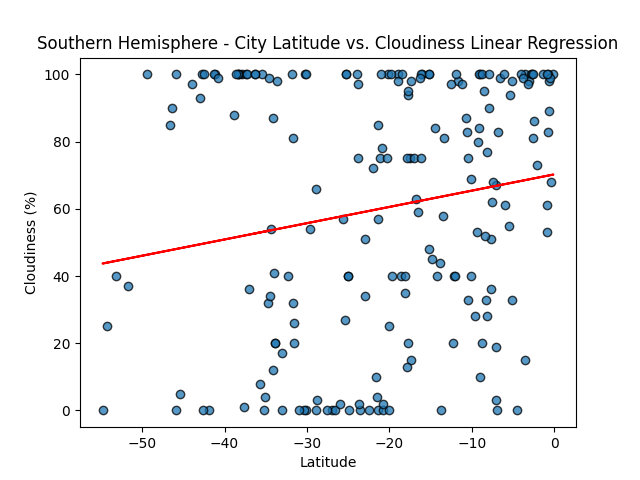 Southern Hemisphere - City Latitude vs. Cloudiness Linear Regression
100
80
60
40
20
0
Cloudiness (%)
−50 −40 −30 −20 −10 0
Latitude